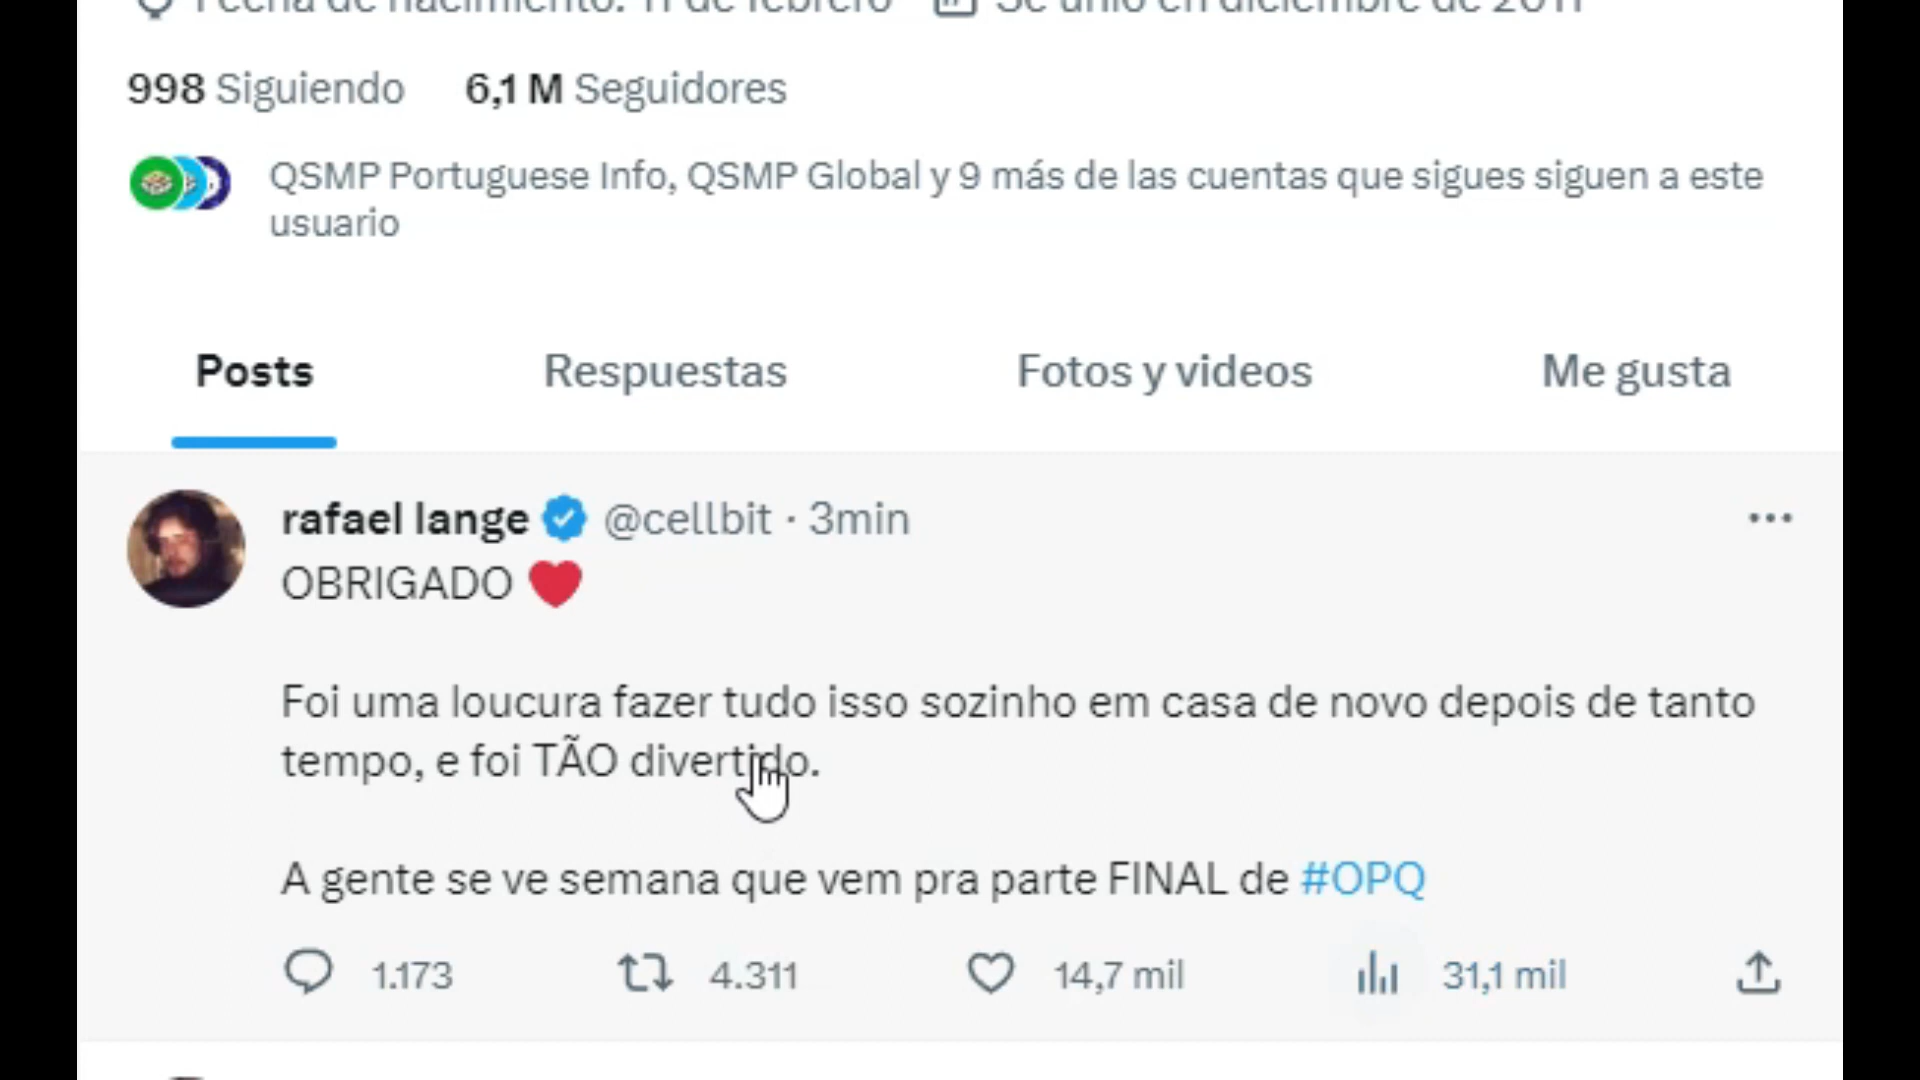 Fecha de nacimiento: 11 de febrero Se unió en diciembre de 2011
998 Siguiendo 6,1 M Seguidores
QSMP Portuguese Info, QSMP Global y 9 más de las cuentas que sigues siguen a este
usuario
Posts Respuestas Fotos y videos Me gusta
rafael lange @cellbit · 3min
OBRIGADO ❤️
Foi uma loucura fazer tudo isso sozinho em casa de novo depois de tanto
tempo, e foi TÃO divertido.
A gente se ve semana que vem pra parte FINAL de #OPQ
1.173 4.311 14,7 mil 31,1 mil